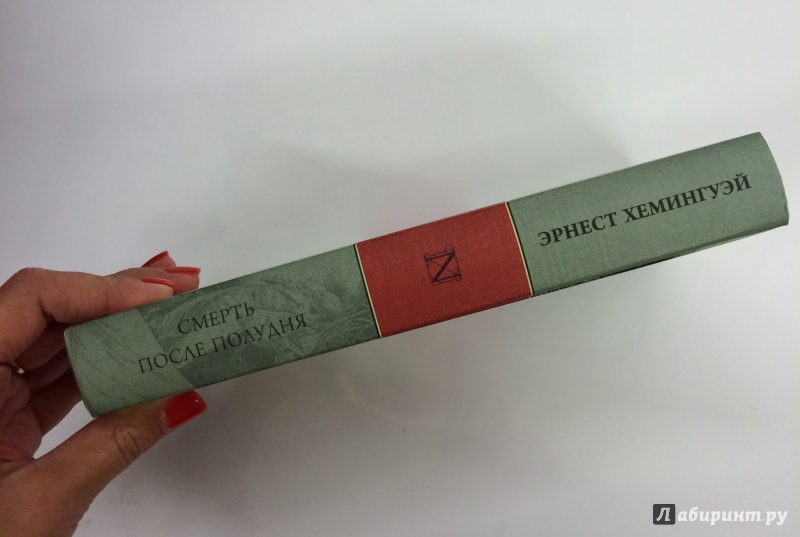 СМЕРТЬ
ПОСЛЕ ПОЛУДНЯ
N
ЭРНЕСТ ХЕМИНГУЭЙ
Лабиринт.ру